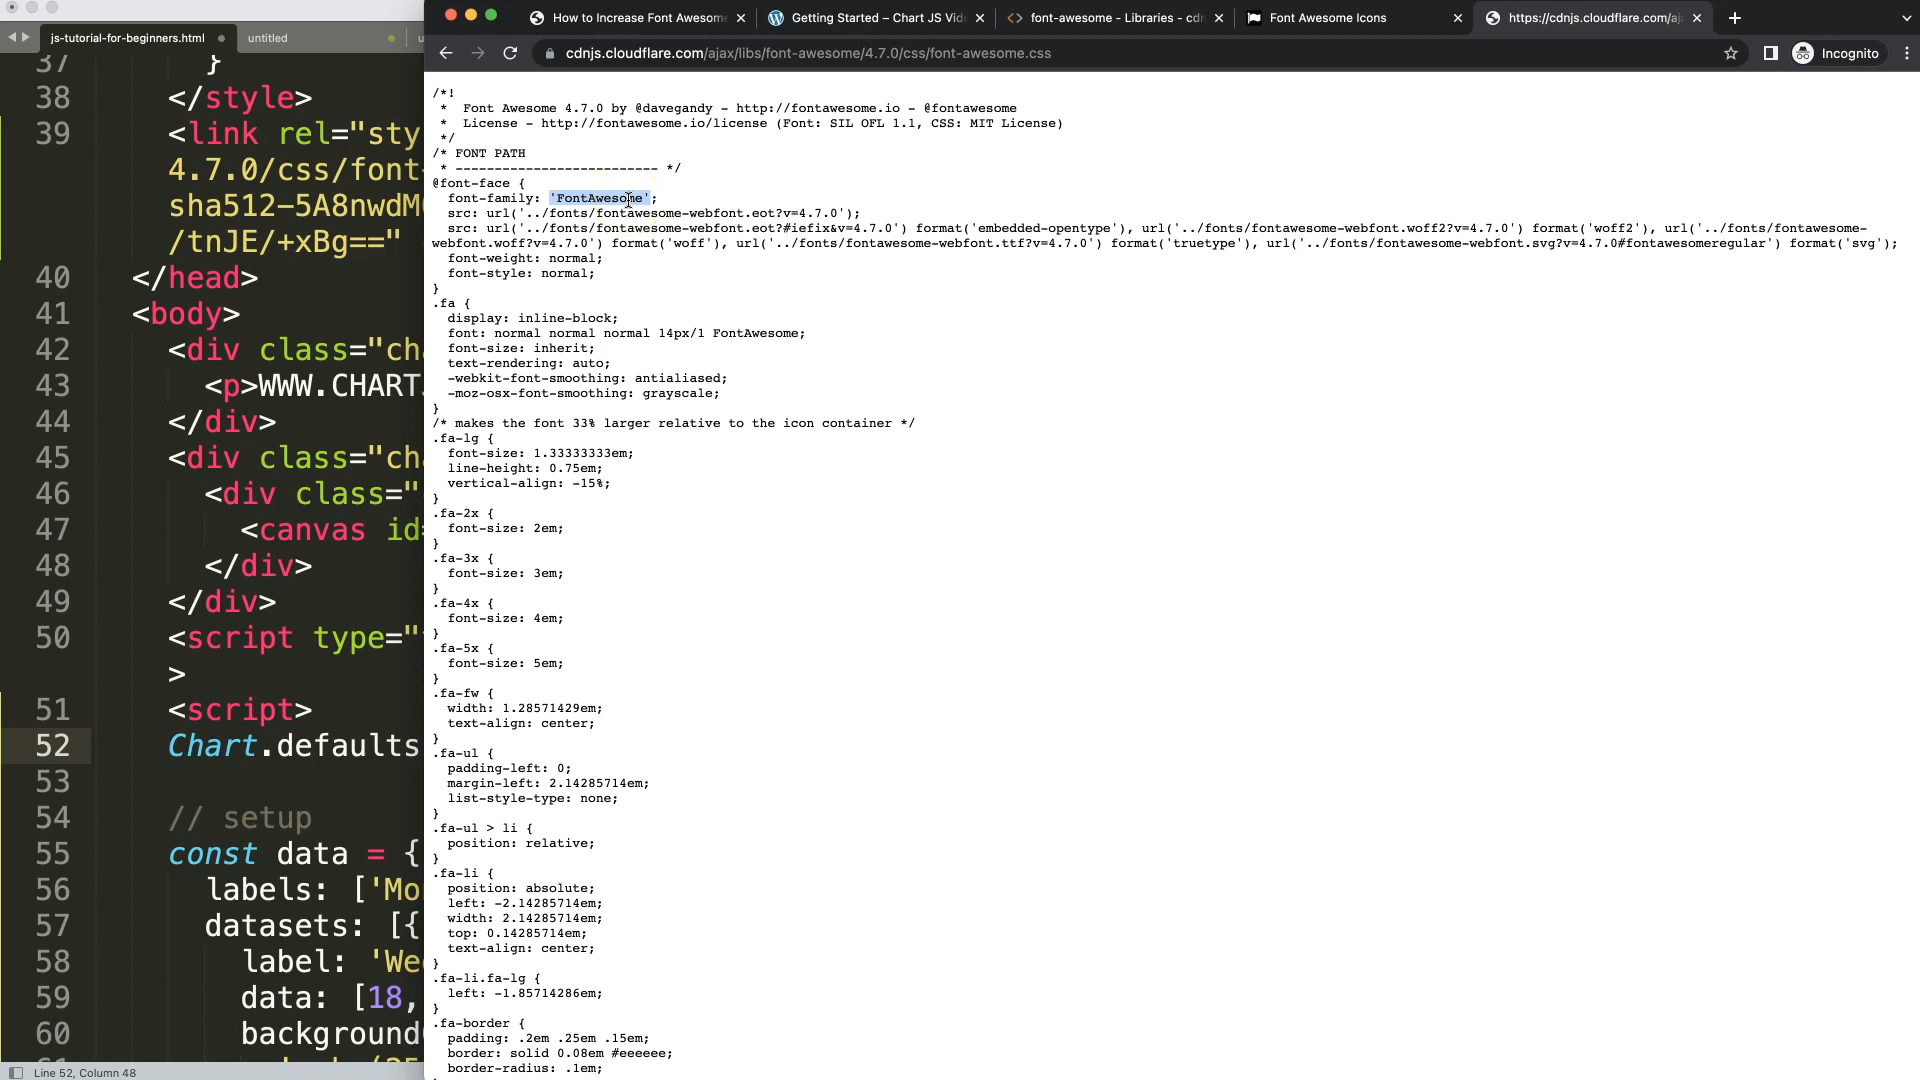 js-tutorial-for-beginners.html
untitled
How to Increase Font Awesome
Getting Started – Chart JS Vid
font-awesome - Libraries - cdn
Font Awesome Icons
https://cdnjs.cloudflare.com/aj
cdnjs.cloudflare.com/ajax/libs/font-awesome/4.7.0/css/font-awesome.css
Incognito
37 }
38 </style>
39 <link rel="sty
4.7.0/css/font-
sha512-5A8nwdM
/tnJE/+xBg=="
40 </head>
41 <body>
42 <div class="ch
43 <p>WWW.CHART
44 </div>
45 <div class="ch
46 <div class="
47 <canvas id
48 </div>
49 </div>
50 <script type="
>
51 <script>
52 Chart.defaults
53
54 // setup
55 const data = {
56 labels: ['Mo
57 datasets: [{
58 label: 'We
59 data: [18,
60 background
Line 52, Column 48
/*!
*  Font Awesome 4.7.0 by @davegandy - http://fontawesome.io - @fontawesome
*  License - http://fontawesome.io/license (Font: SIL OFL 1.1, CSS: MIT License)
*/
/* FONT PATH
* -------------------------- */
@font-face {
font-family: 'FontAwesome';
src: url('../fonts/fontawesome-webfont.eot?v=4.7.0');
src: url('../fonts/fontawesome-webfont.eot?#iefix&v=4.7.0') format('embedded-opentype'), url('../fonts/fontawesome-webfont.woff2?v=4.7.0') format('woff2'), url('../fonts/fontawesome-
webfont.woff?v=4.7.0') format('woff'), url('../fonts/fontawesome-webfont.ttf?v=4.7.0') format('truetype'), url('../fonts/fontawesome-webfont.svg?v=4.7.0#fontawesomeregular') format('svg');
font-weight: normal;
font-style: normal;
}
.fa {
display: inline-block;
font: normal normal normal 14px/1 FontAwesome;
font-size: inherit;
text-rendering: auto;
-webkit-font-smoothing: antialiased;
-moz-osx-font-smoothing: grayscale;
}
/* makes the font 33% larger relative to the icon container */
.fa-lg {
font-size: 1.33333333em;
line-height: 0.75em;
vertical-align: -15%;
}
.fa-2x {
font-size: 2em;
}
.fa-3x {
font-size: 3em;
}
.fa-4x {
font-size: 4em;
}
.fa-5x {
font-size: 5em;
}
.fa-fw {
width: 1.28571429em;
text-align: center;
}
.fa-ul {
padding-left: 0;
margin-left: 2.14285714em;
list-style-type: none;
}
.fa-ul > li {
position: relative;
}
.fa-li {
position: absolute;
left: -2.14285714em;
width: 2.14285714em;
top: 0.14285714em;
text-align: center;
}
.fa-li.fa-lg {
left: -1.85714286em;
}
.fa-border {
padding: .2em .25em .15em;
border: solid 0.08em #eeeeee;
border-radius: .1em;